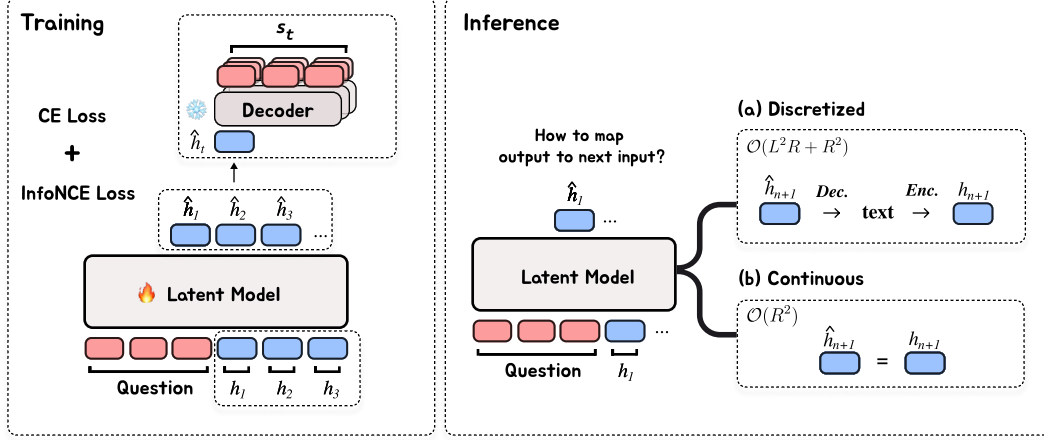 Training
s_t
Decoder
ĥ_t
CE Loss
+
InfoNCE Loss
ĥ_1 ĥ_2 ĥ_3 ...
Latent Model
Question h_1 h_2 h_3
Inference
How to map
output to next input?
ĥ_1 ...
Latent Model
...
Question h_1
(a) Discretized
O(L²R + R²)
ĥ_{n+1} Dec. → text Enc. → h_{n+1}
(b) Continuous
O(R²)
ĥ_{n+1} = h_{n+1}